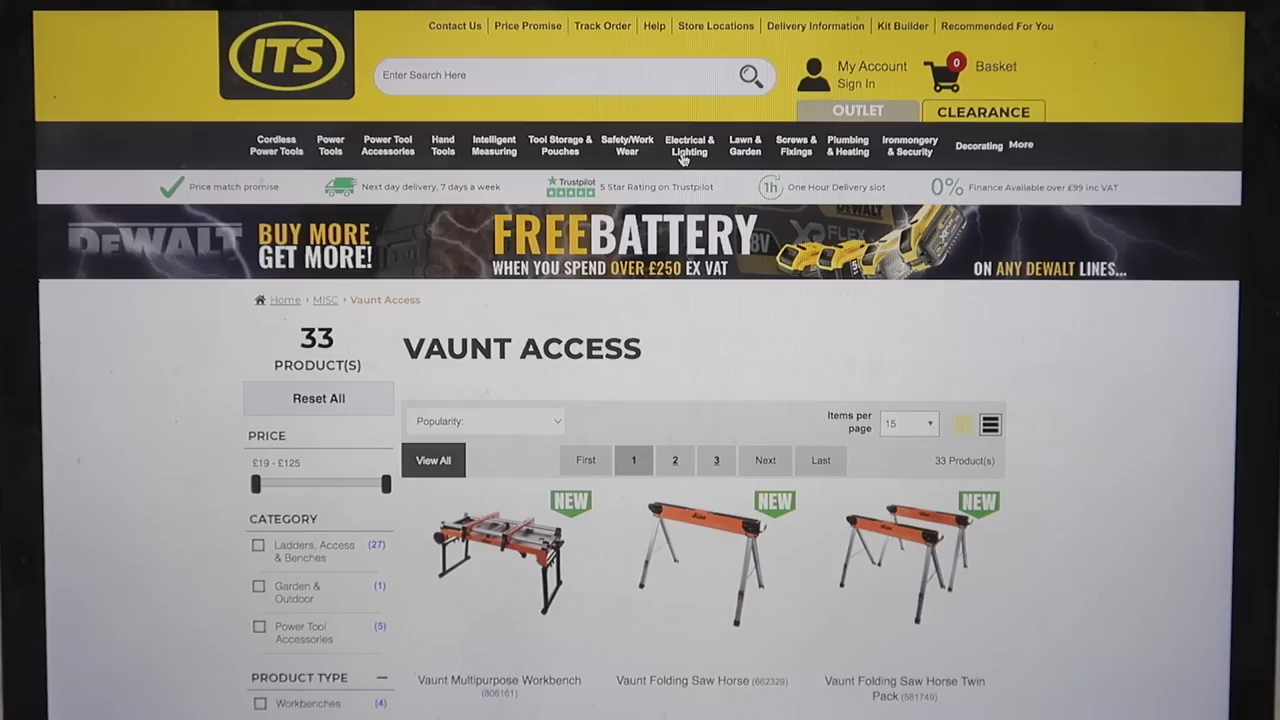 ITS
Contact Us
Price Promise
Track Order
Help
Store Locations
Delivery Information
Kit Builder
Recommended For You
Enter Search Here
My Account
Sign In
0
Basket
OUTLET
CLEARANCE
Cordless
Power Tools
Power
Tools
Power Tool
Accessories
Hand
Tools
Intelligent
Measuring
Tool Storage &
Pouches
Safety/Work
Wear
Electrical &
Lighting
Lawn &
Garden
Screws &
Fixings
Plumbing
& Heating
Ironmongery
& Security
Decorating
More
Price match promise
Next day delivery, 7 days a week
Trustpilot
5 Star Rating on Trustpilot
1h
One Hour Delivery slot
0%
Finance Available over £99 inc VAT
DEWALT
BUY MORE
GET MORE!
FREEBATTERY
WHEN YOU SPEND OVER £250 EX VAT
DEWALT
XR FLEX
ON ANY DEWALT LINES...
Home › MISC › Vaunt Access
33
PRODUCT(S)
Reset All
PRICE
£19 - £125
CATEGORY
Ladders, Access
& Benches
(27)
Garden &
Outdoor
(1)
Power Tool
Accessories
(5)
PRODUCT TYPE
Workbenches
(4)
VAUNT ACCESS
Popularity:
Items per
page
15
View All
First
1
2
3
Next
Last
33 Product(s)
NEW
NEW
NEW
Vaunt Multipurpose Workbench
(806161)
Vaunt Folding Saw Horse (662329)
Vaunt Folding Saw Horse Twin
Pack (581749)